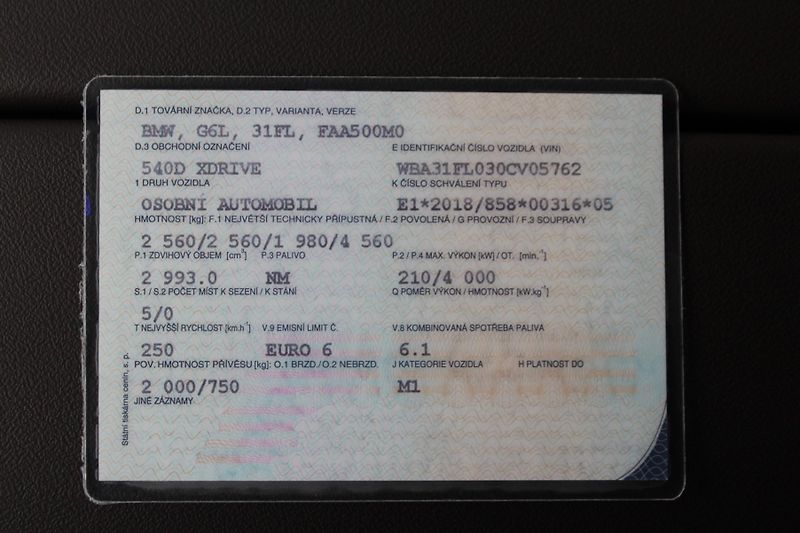 D.1 TOVÁRNÍ ZNAČKA, D.2 TYP, VARIANTA, VERZE
BMW, G6L, 31FL, FAA500M0
D.3 OBCHODNÍ OZNAČENÍ E IDENTIFIKAČNÍ ČÍSLO VOZIDLA (VIN)
540D XDRIVE WBA31FL030CV05762
1 DRUH VOZIDLA K ČÍSLO SCHVÁLENÍ TYPU
OSOBNÍ AUTOMOBIL E1*2018/858*00316*05
HMOTNOST [kg]: F.1 NEJVĚTŠÍ TECHNICKY PŘÍPUSTNÁ / F.2 POVOLENÁ / G PROVOZNÍ / F.3 SOUPRAVY
2 560/2 560/1 980/4 560
P.1 ZDVIHOVÝ OBJEM [cm³] P.3 PALIVO P.2 / P.4 MAX. VÝKON [kW] / OT. [min.⁻¹]
2 993.0 NM 210/4 000
S.1 / S.2 POČET MÍST K SEZENÍ / K STÁNÍ Q POMĚR VÝKON / HMOTNOST [kW.kg⁻¹]
5/0
T NEJVYŠŠÍ RYCHLOST [km.h⁻¹] V.9 EMISNÍ LIMIT Č. V.8 KOMBINOVANÁ SPOTŘEBA PALIVA
250 EURO 6 6.1
POV. HMOTNOST PŘÍVĚSU [kg]: O.1 BRZD./O.2 NEBRZD. J KATEGORIE VOZIDLA H PLATNOST DO
2 000/750 M1
JINÉ ZÁZNAMY
Státní tiskárna cenin, s. p.